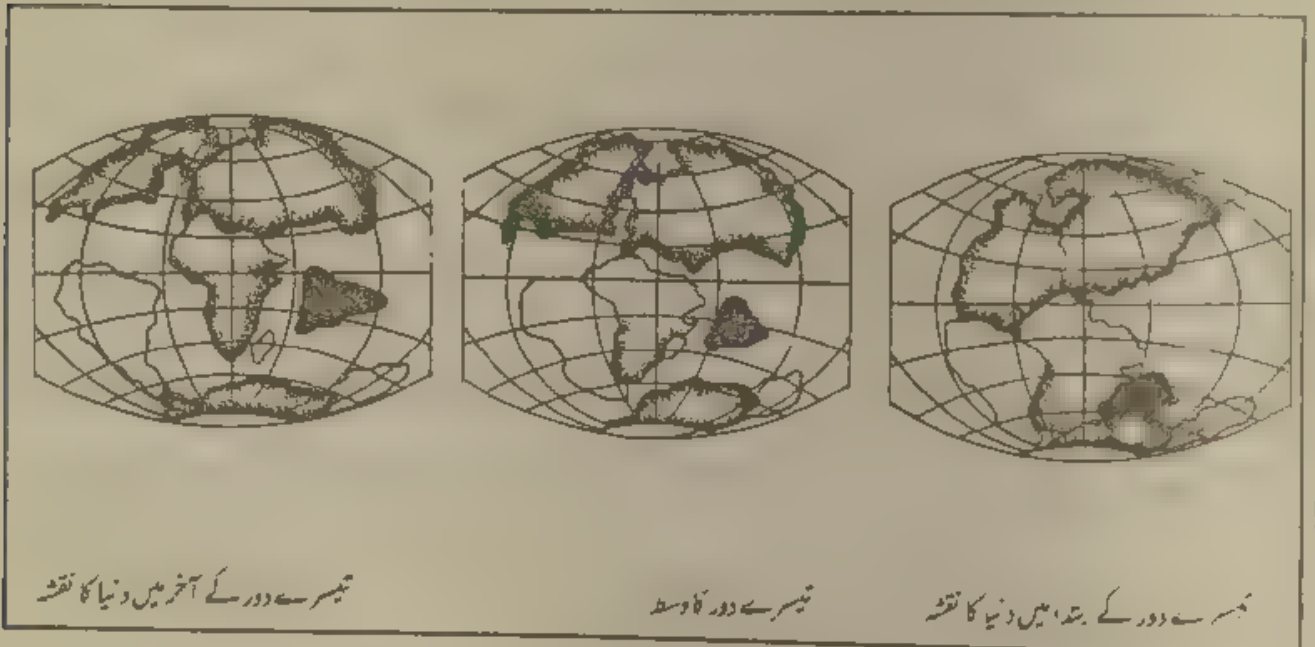 تیسرے دور کے ابتدا میں دنیا کا نقشہ
تیسرے دور کا وسط
تیسرے دور کے آخر میں دنیا کا نقشہ